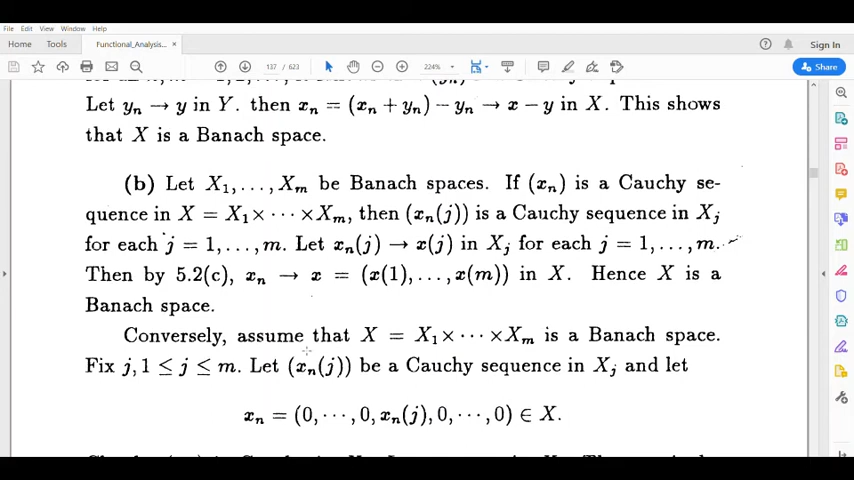 File Edit View Window Help
Home Tools Functional_Analysis... × Sign In
137 / 623 224% Share
Let yₙ → y in Y. then xₙ = (xₙ + yₙ) – yₙ → x – y in X. This shows
that X is a Banach space.
(b) Let X₁, ..., Xₘ be Banach spaces. If (xₙ) is a Cauchy se-
quence in X = X₁ × ··· × Xₘ, then (xₙ(j)) is a Cauchy sequence in Xⱼ
for each j = 1, ..., m. Let xₙ(j) → x(j) in Xⱼ for each j = 1, ..., m.
Then by 5.2(c), xₙ → x = (x(1), ..., x(m)) in X. Hence X is a
Banach space.
Conversely, assume that X = X₁ × ··· × Xₘ is a Banach space.
Fix j, 1 ≤ j ≤ m. Let (xₙ(j)) be a Cauchy sequence in Xⱼ and let
xₙ = (0, ···, 0, xₙ(j), 0, ···, 0) ∈ X.